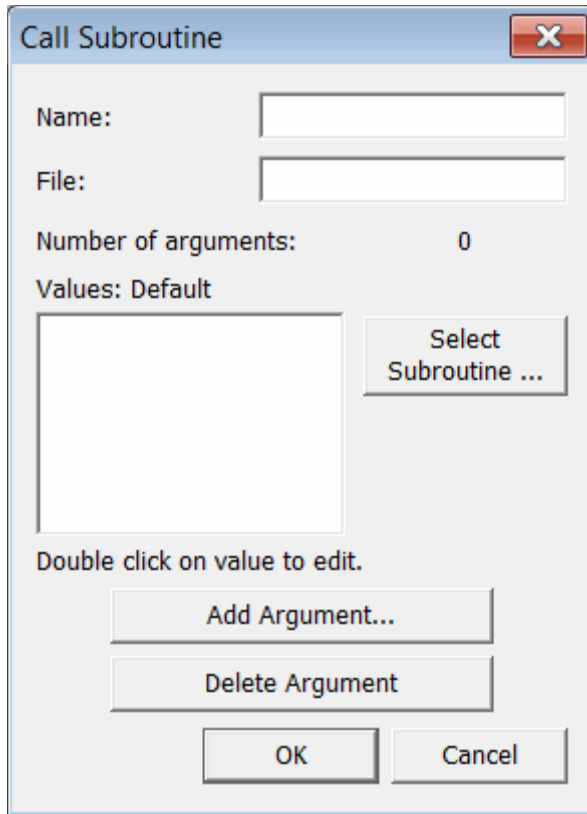 Call Subroutine
Name:
File:
Number of arguments: 0
Values: Default
Select
Subroutine ...
Double click on value to edit.
Add Argument...
Delete Argument
OK Cancel